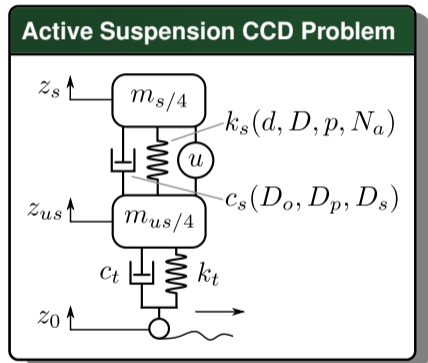 Active Suspension CCD Problem
z_s
m_{s/4}
k_s(d, D, p, N_a)
u
c_s(D_o, D_p, D_s)
z_{us}
m_{us/4}
c_t
k_t
z_0